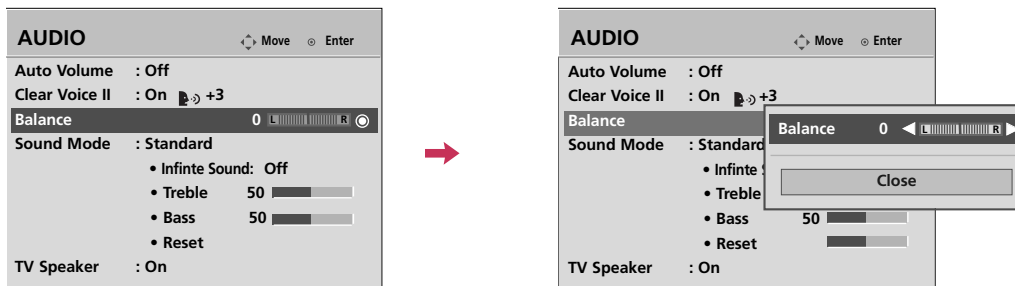 AUDIO Move Enter
Auto Volume : Off
Clear Voice II : On +3
Balance 0 L R
Sound Mode : Standard
• Infinte Sound: Off
• Treble 50
• Bass 50
• Reset
TV Speaker : On
AUDIO Move Enter
Auto Volume : Off
Clear Voice II : On +3
Balance
Sound Mode : Standard
• Infinte S
• Treble
• Bass 50
• Reset
TV Speaker : On
Balance 0 L R
Close